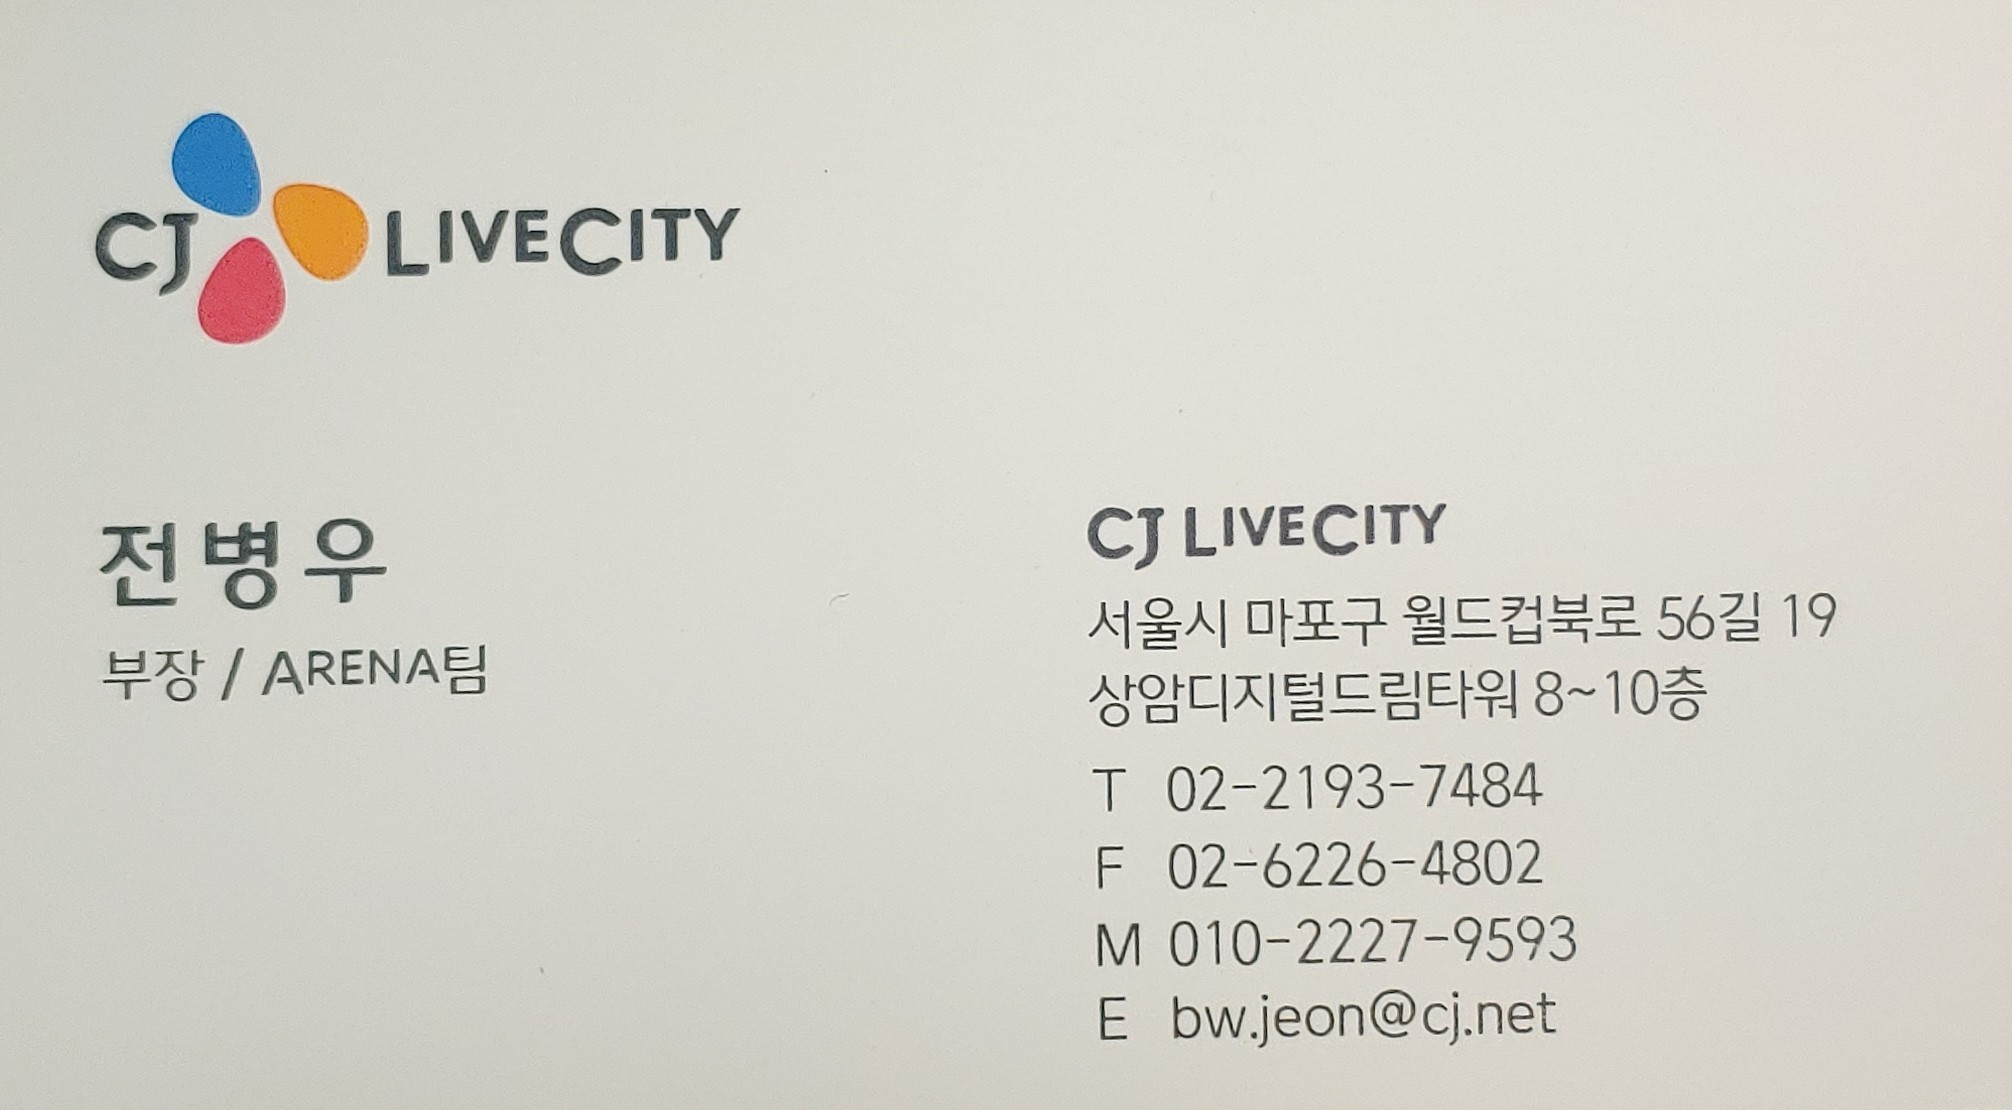 CJ LIVECITY
전병우
부장 / ARENA팀
CJ LIVECITY
서울시 마포구 월드컵북로 56길 19
상암디지털드림타워 8~10층
T 02-2193-7484
F 02-6226-4802
M 010-2227-9593
E bw.jeon@cj.net